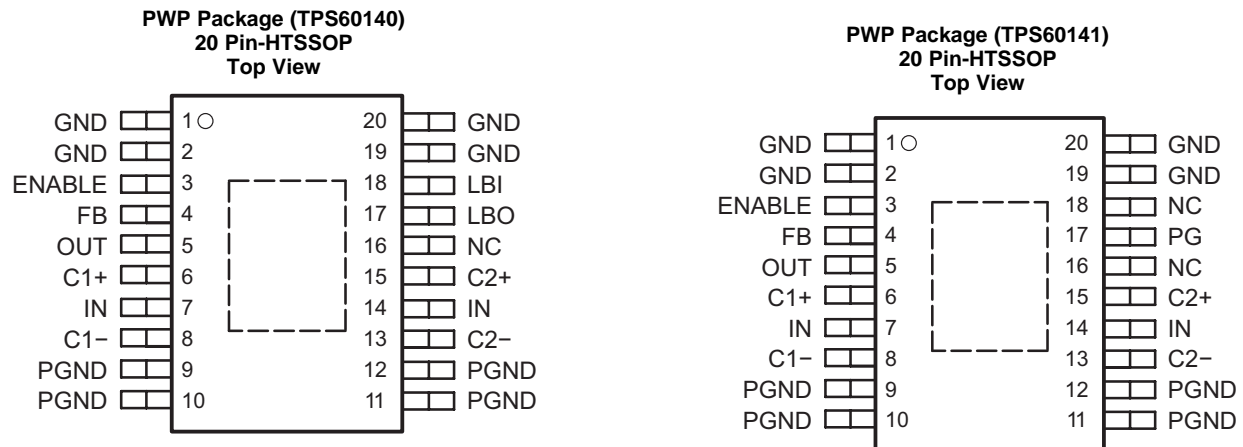 PWP Package (TPS60140)
20 Pin-HTSSOP
Top View
GND 1 20 GND
GND 2 19 GND
ENABLE 3 18 LBI
FB 4 17 LBO
OUT 5 16 NC
C1+ 6 15 C2+
IN 7 14 IN
C1− 8 13 C2−
PGND 9 12 PGND
PGND 10 11 PGND
PWP Package (TPS60141)
20 Pin-HTSSOP
Top View
GND 1 20 GND
GND 2 19 GND
ENABLE 3 18 NC
FB 4 17 PG
OUT 5 16 NC
C1+ 6 15 C2+
IN 7 14 IN
C1− 8 13 C2−
PGND 9 12 PGND
PGND 10 11 PGND